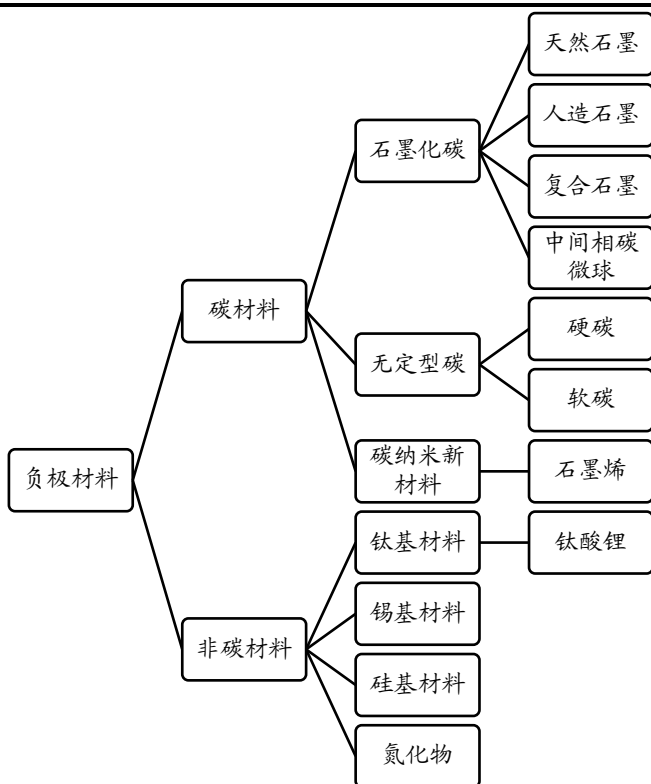 天然石墨
人造石墨
石墨化碳
复合石墨
中间相碳
微球
碳材料
硬碳
无定型碳
软碳
碳纳米新
材料
石墨烯
负极材料
钛基材料
钛酸锂
锡基材料
非碳材料
硅基材料
氮化物